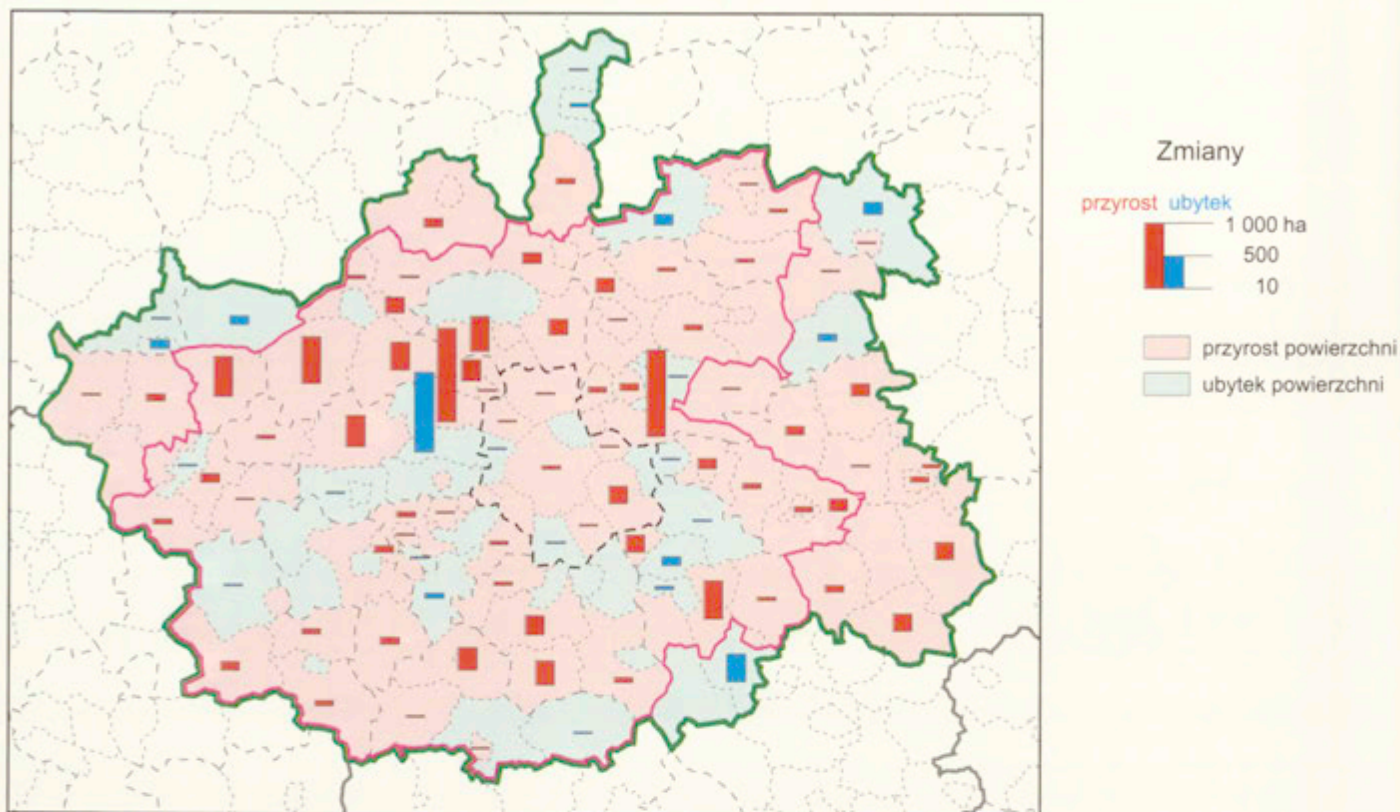 Zmiany
przyrost ubytek
1 000 ha
500
10
przyrost powierzchni
ubytek powierzchni